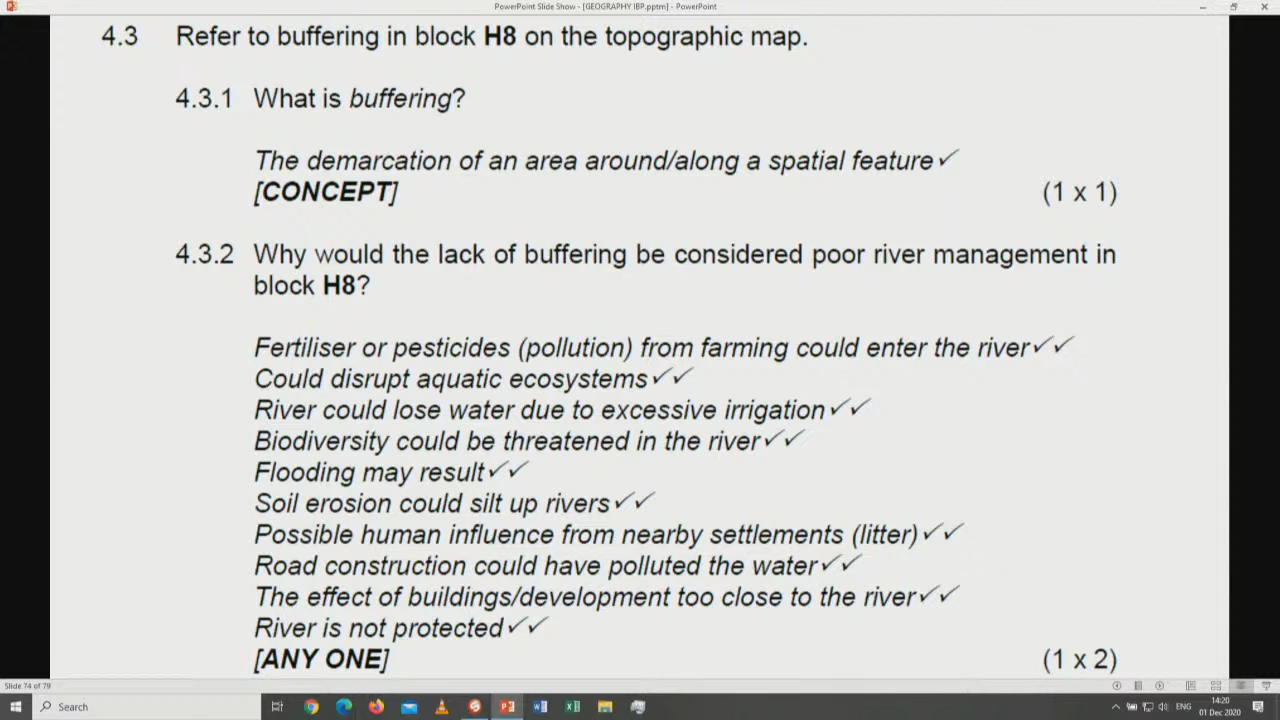 PowerPoint Slide Show - [GEOGRAPHY IBP.pptm] - PowerPoint
4.3 Refer to buffering in block H8 on the topographic map.
4.3.1 What is buffering?
The demarcation of an area around/along a spatial feature✓
[CONCEPT] (1 x 1)
4.3.2 Why would the lack of buffering be considered poor river management in
block H8?
Fertiliser or pesticides (pollution) from farming could enter the river✓✓
Could disrupt aquatic ecosystems✓✓
River could lose water due to excessive irrigation✓✓
Biodiversity could be threatened in the river✓✓
Flooding may result✓✓
Soil erosion could silt up rivers✓✓
Possible human influence from nearby settlements (litter)✓✓
Road construction could have polluted the water✓✓
The effect of buildings/development too close to the river✓✓
River is not protected✓✓
[ANY ONE] (1 x 2)
Slide 74 of 79
Search
ENG
14:20
01 Dec 2020